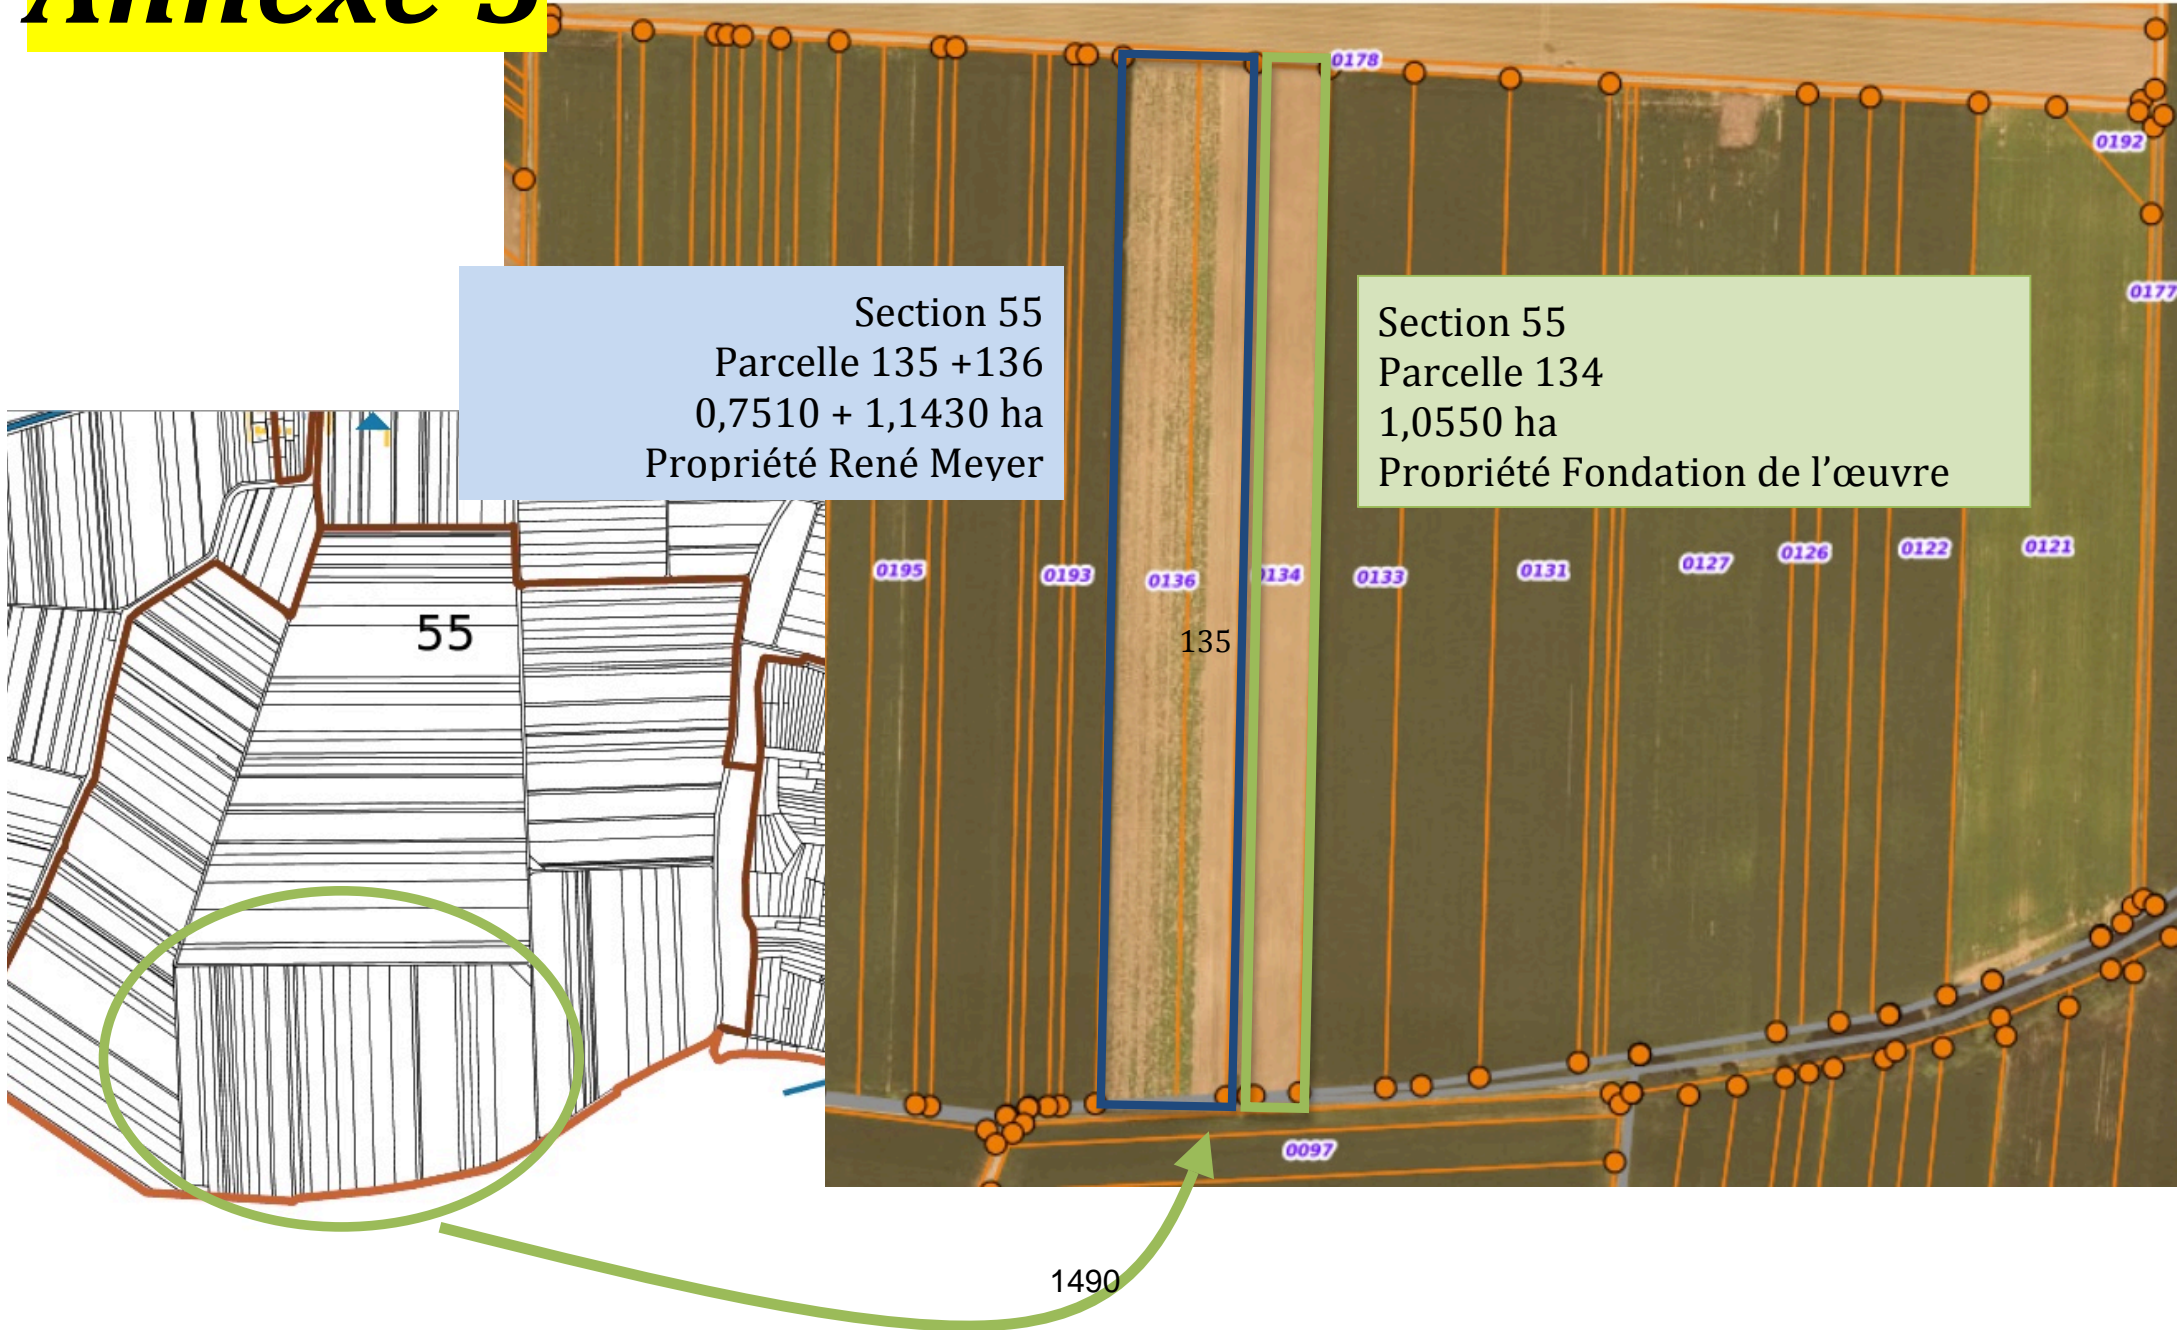 Annexe 3
0178
0192
0177
Section 55
Parcelle 135 +136
0,7510 + 1,1430 ha
Propriété René Meyer
Section 55
Parcelle 134
1,0550 ha
Propriété Fondation de l’œuvre
55
0195
0193
0136
0134
0133
0131
0127
0126
0122
0121
135
0097
1490